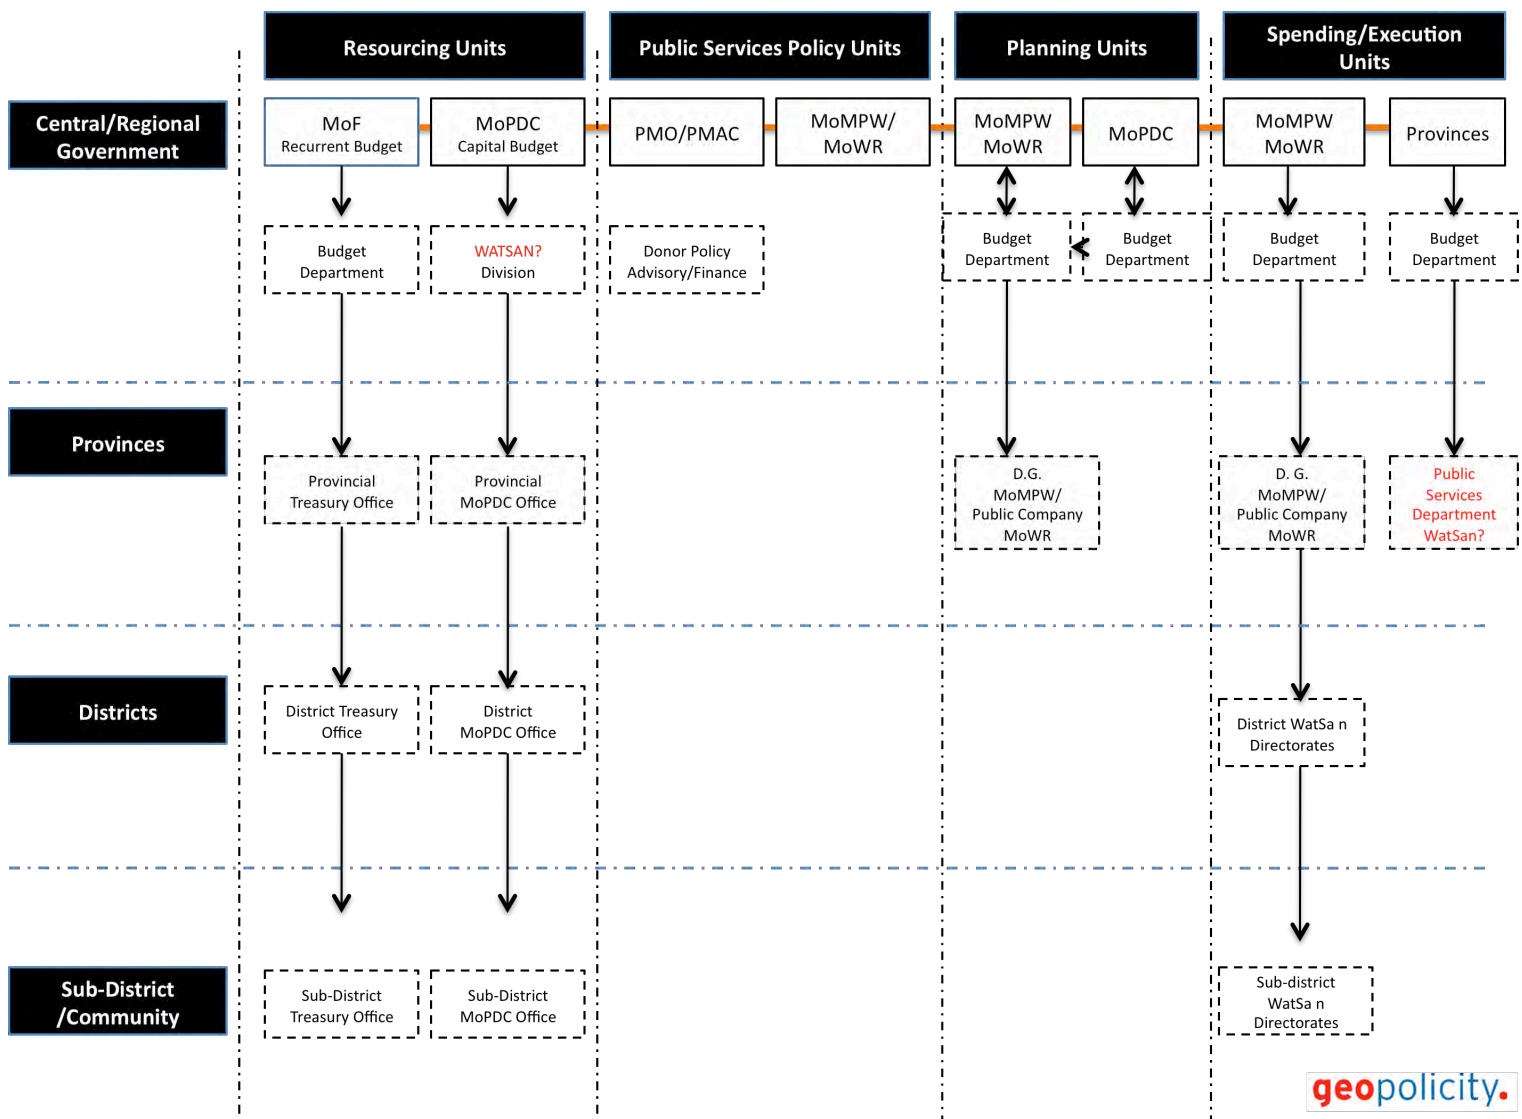 Resourcing Units
Public Services Policy Units
Planning Units
Spending/Execution
Units
Central/Regional
Government
MoF
Recurrent Budget
MoPDC
Capital Budget
PMO/PMAC
MoMPW/
MoWR
MoMPW
MoWR
MoPDC
MoMPW
MoWR
Provinces
Budget
Department
WATSAN?
Division
Donor Policy
Advisory/Finance
Budget
Department
Budget
Department
Budget
Department
Budget
Department
Provinces
Provincial
Treasury Office
Provincial
MoPDC Office
D.G.
MoMPW/
Public Company
MoWR
D. G.
MoMPW/
Public Company
MoWR
Public
Services
Department
WatSan?
Districts
District Treasury
Office
District
MoPDC Office
District WatSa n
Directorates
Sub-District
/Community
Sub-District
Treasury Office
Sub-District
MoPDC Office
Sub-district
WatSa n
Directorates
geopolicity.